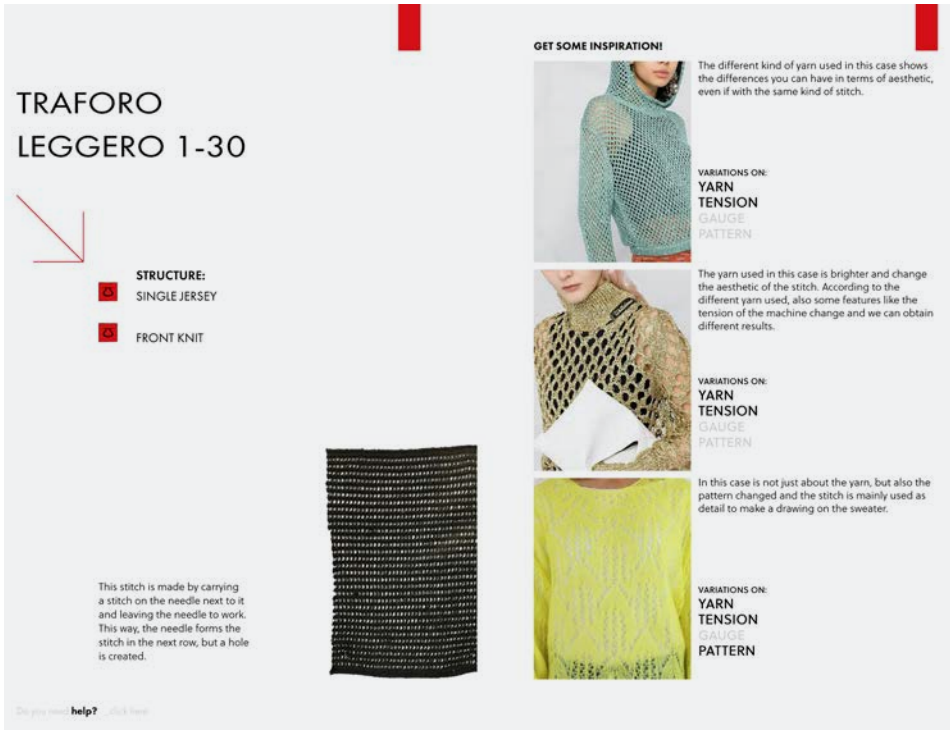 TRAFORO
LEGGERO 1-30
STRUCTURE:
SINGLE JERSEY
FRONT KNIT
This stitch is made by carrying
a stitch on the needle next to it
and leaving the needle to work.
This way, the needle forms the
stitch in the next row, but a hole
is created.
Do you need help? ...click here
GET SOME INSPIRATION!
The different kind of yarn used in this case shows
the differences you can have in terms of aesthetic,
even if with the same kind of stitch.
VARIATIONS ON:
YARN
TENSION
GAUGE
PATTERN
The yarn used in this case is brighter and change
the aesthetic of the stitch. According to the
different yarn used, also some features like the
tension of the machine change and we can obtain
different results.
VARIATIONS ON:
YARN
TENSION
GAUGE
PATTERN
In this case is not just about the yarn, but also the
pattern changed and the stitch is mainly used as
detail to make a drawing on the sweater.
VARIATIONS ON:
YARN
TENSION
GAUGE
PATTERN